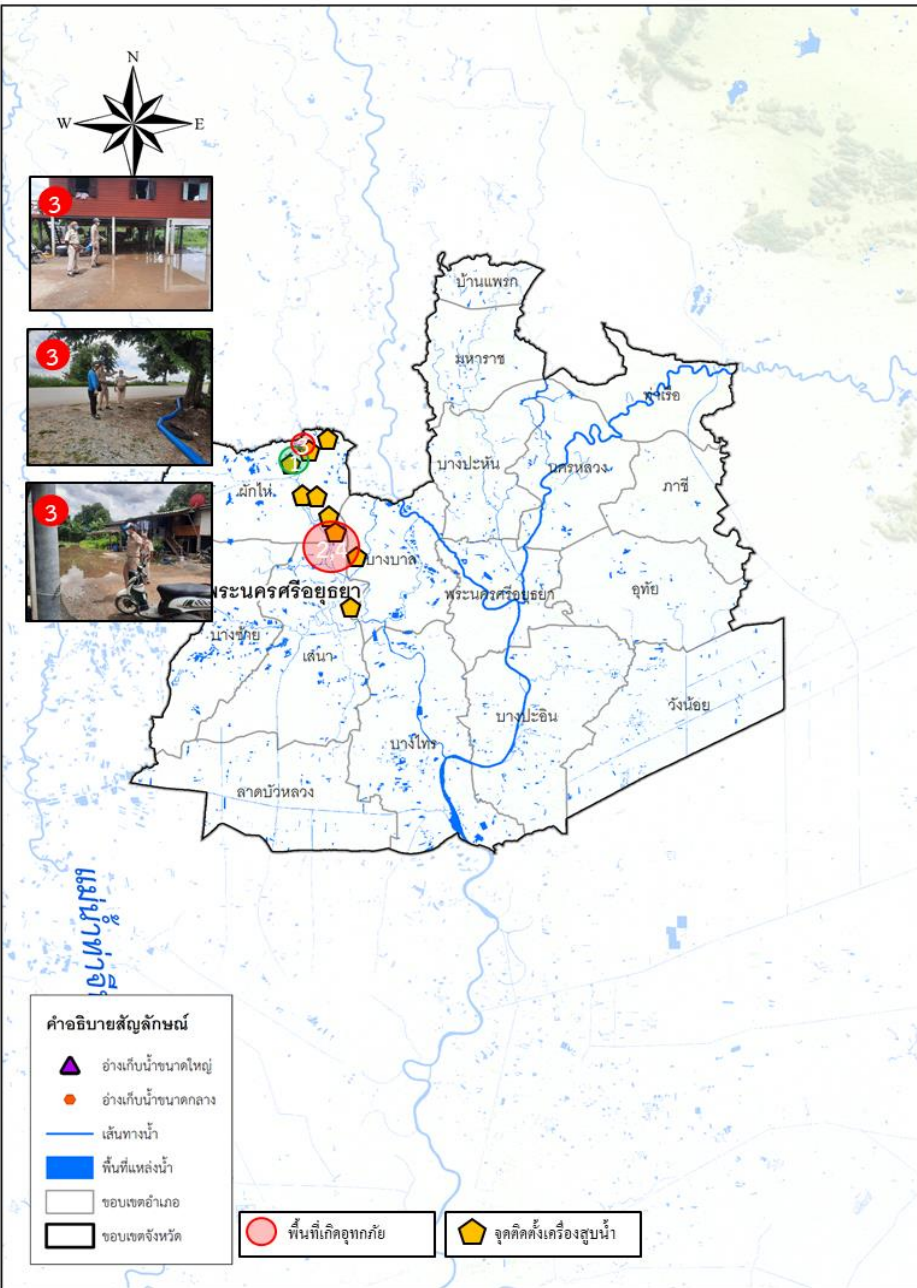 N
W
E
3
3
3
บ้านแพรก
มหาราช
ท่าเรือ
บางปะหัน
นครหลวง
ภาชี
ผักไห่
2,4
บางบาล
พระนครศรีอยุธยา
พระนครศรีอยุธยา
อุทัย
บางซ้าย
เสนา
บางไทร
บางปะอิน
วังน้อย
ลาดบัวหลวง
คำอธิบายสัญลักษณ์
อ่างเก็บน้ำขนาดใหญ่
อ่างเก็บน้ำขนาดกลาง
เส้นทางน้ำ
พื้นที่แหล่งน้ำ
ขอบเขตอำเภอ
ขอบเขตจังหวัด
พื้นที่เกิดอุทกภัย
จุดติดตั้งเครื่องสูบน้ำ